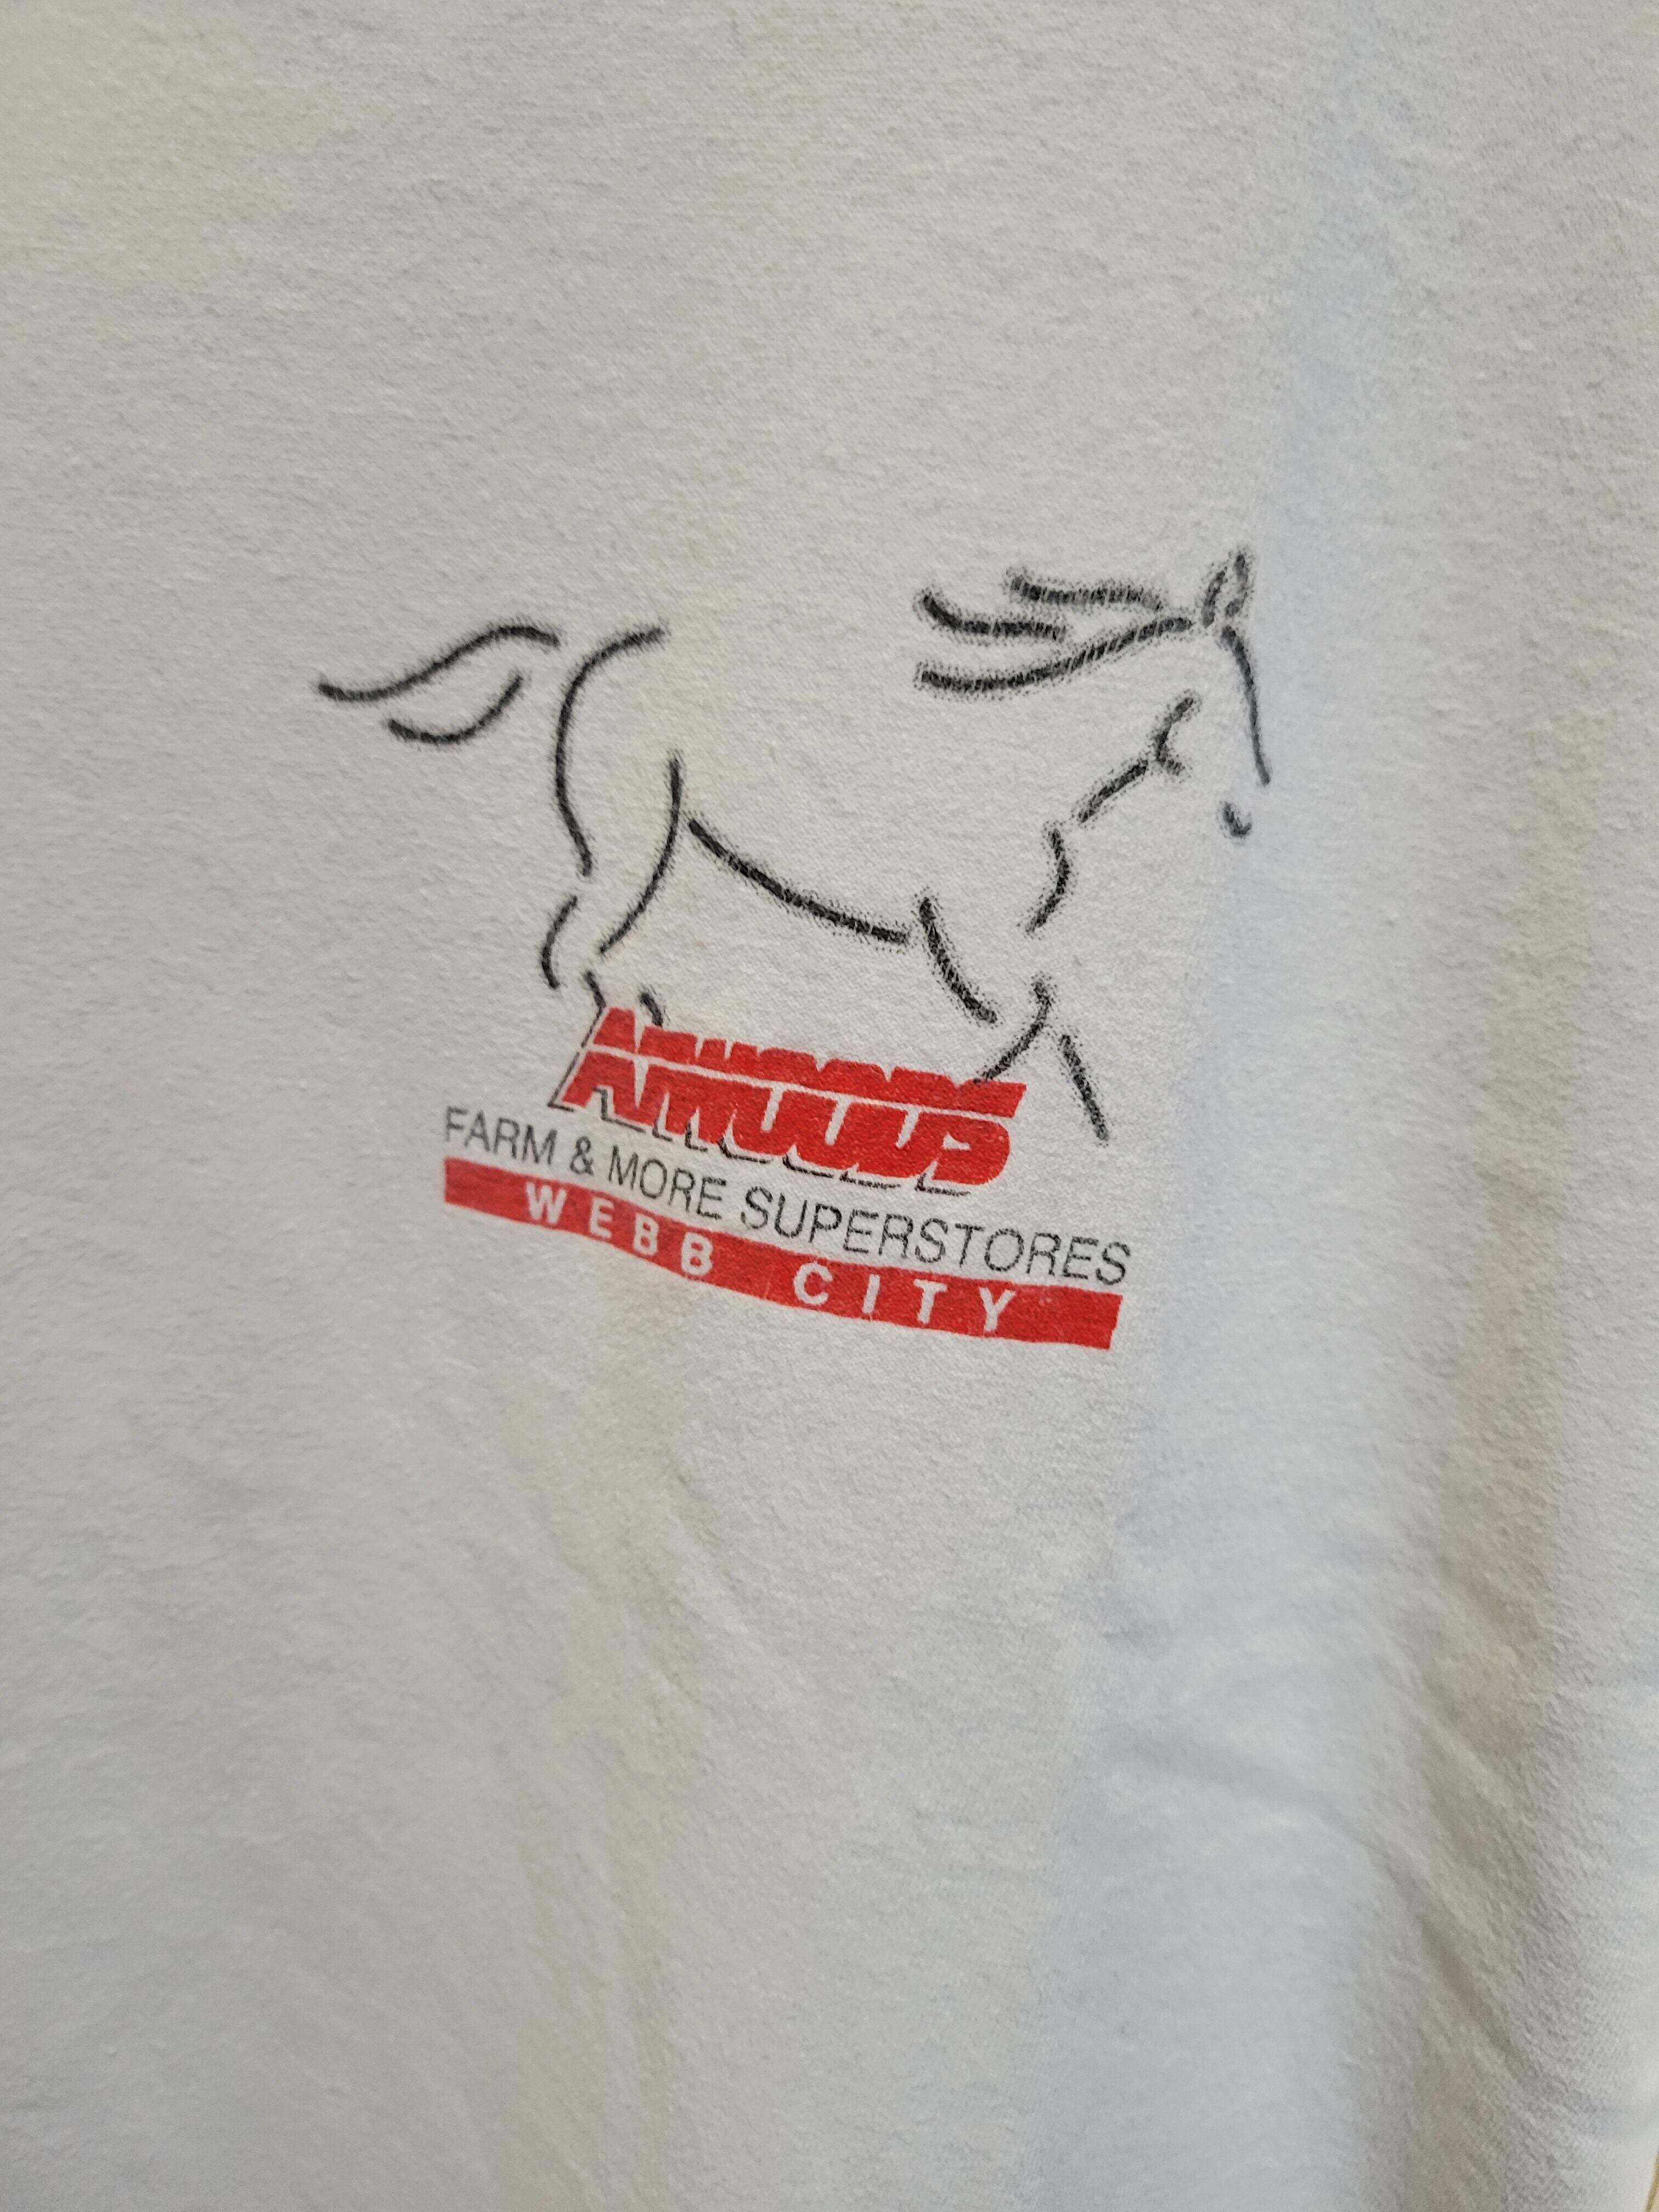 ATWOODS
FARM & MORE SUPERSTORES
WEBB CITY